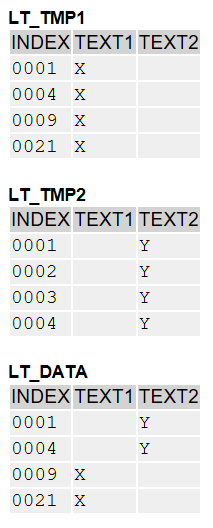 LT_TMP1
INDEX TEXT1 TEXT2
0001 X
0004 X
0009 X
0021 X
LT_TMP2
INDEX TEXT1 TEXT2
0001 Y
0002 Y
0003 Y
0004 Y
LT_DATA
INDEX TEXT1 TEXT2
0001 Y
0004 Y
0009 X
0021 X